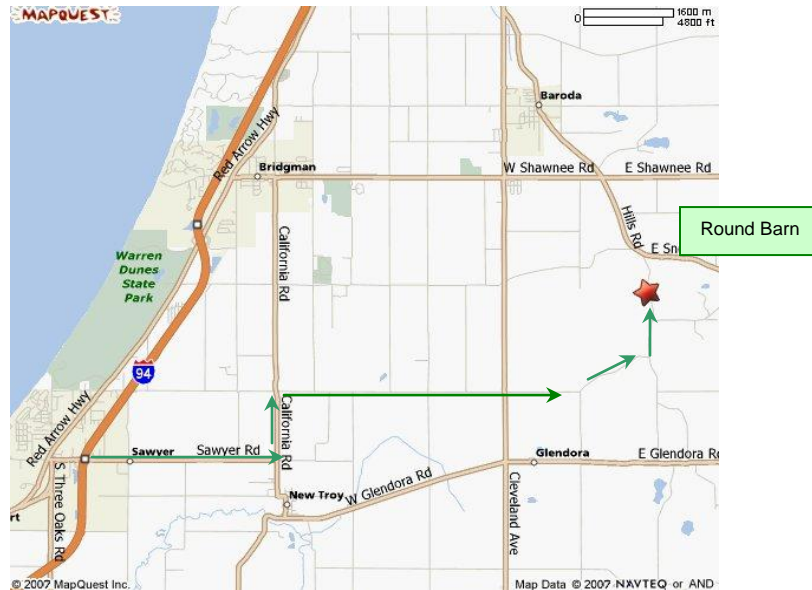 MAPQUEST
0 1600 m
4800 ft
Baroda
Red Arrow Hwy
Bridgman
W Shawnee Rd E Shawnee Rd
Hills Rd
Round Barn
California Rd
E Sn
Warren
Dunes
State
Park
94
Red Arrow Hwy
California Rd
Sawyer Sawyer Rd
Glendora E Glendora Rd
S Three Oaks Rd
W Glendora Rd
Cleveland Ave
New Troy
rt
© 2007 MapQuest Inc. Map Data © 2007 NAVTEQ or AND